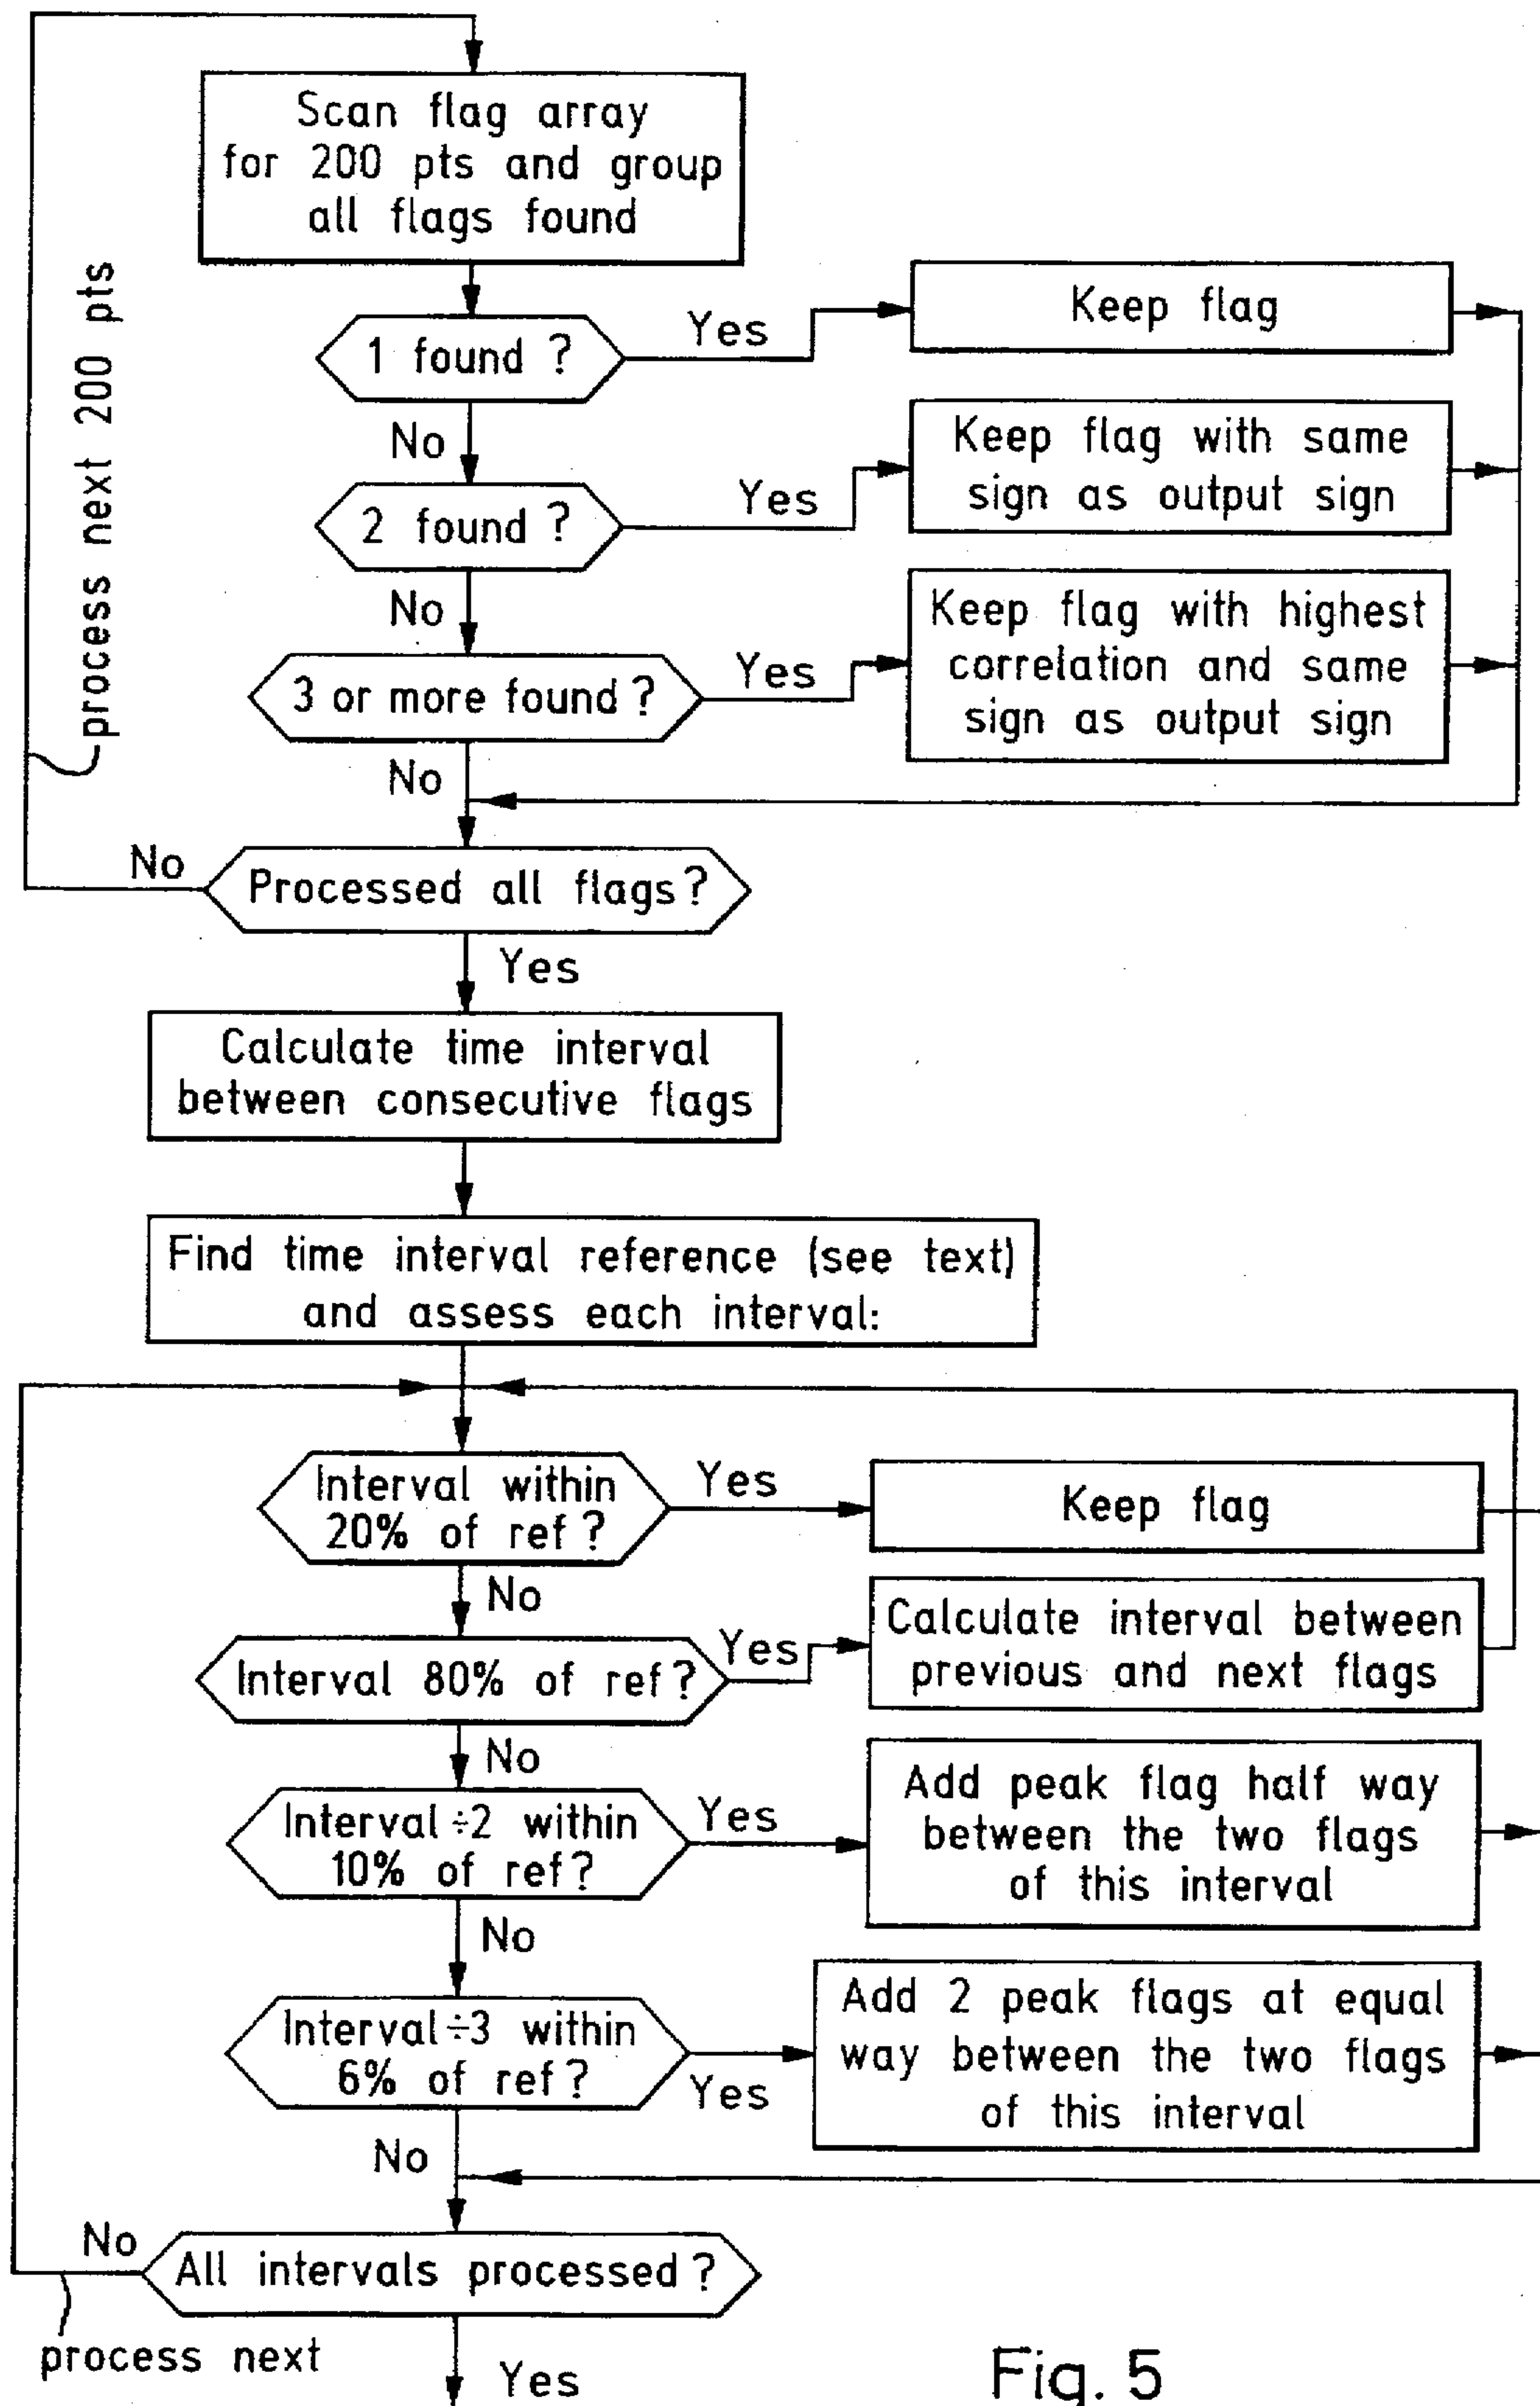 Scan flag array
for 200 pts and group
all flags found
process next 200 pts
1 found ?
Yes
Keep flag
No
2 found ?
Yes
Keep flag with same
sign as output sign
No
3 or more found ?
Yes
Keep flag with highest
correlation and same
sign as output sign
No
No
Processed all flags ?
Yes
Calculate time interval
between consecutive flags
Find time interval reference (see text)
and assess each interval:
Interval within
20% of ref ?
Yes
Keep flag
No
Interval 80% of ref ?
Yes
Calculate interval between
previous and next flags
No
Interval ÷2 within
10% of ref ?
Yes
Add peak flag half way
between the two flags
of this interval
No
Interval ÷3 within
6% of ref ?
Yes
Add 2 peak flags at equal
way between the two flags
of this interval
No
No
All intervals processed ?
process next
Yes
Fig. 5